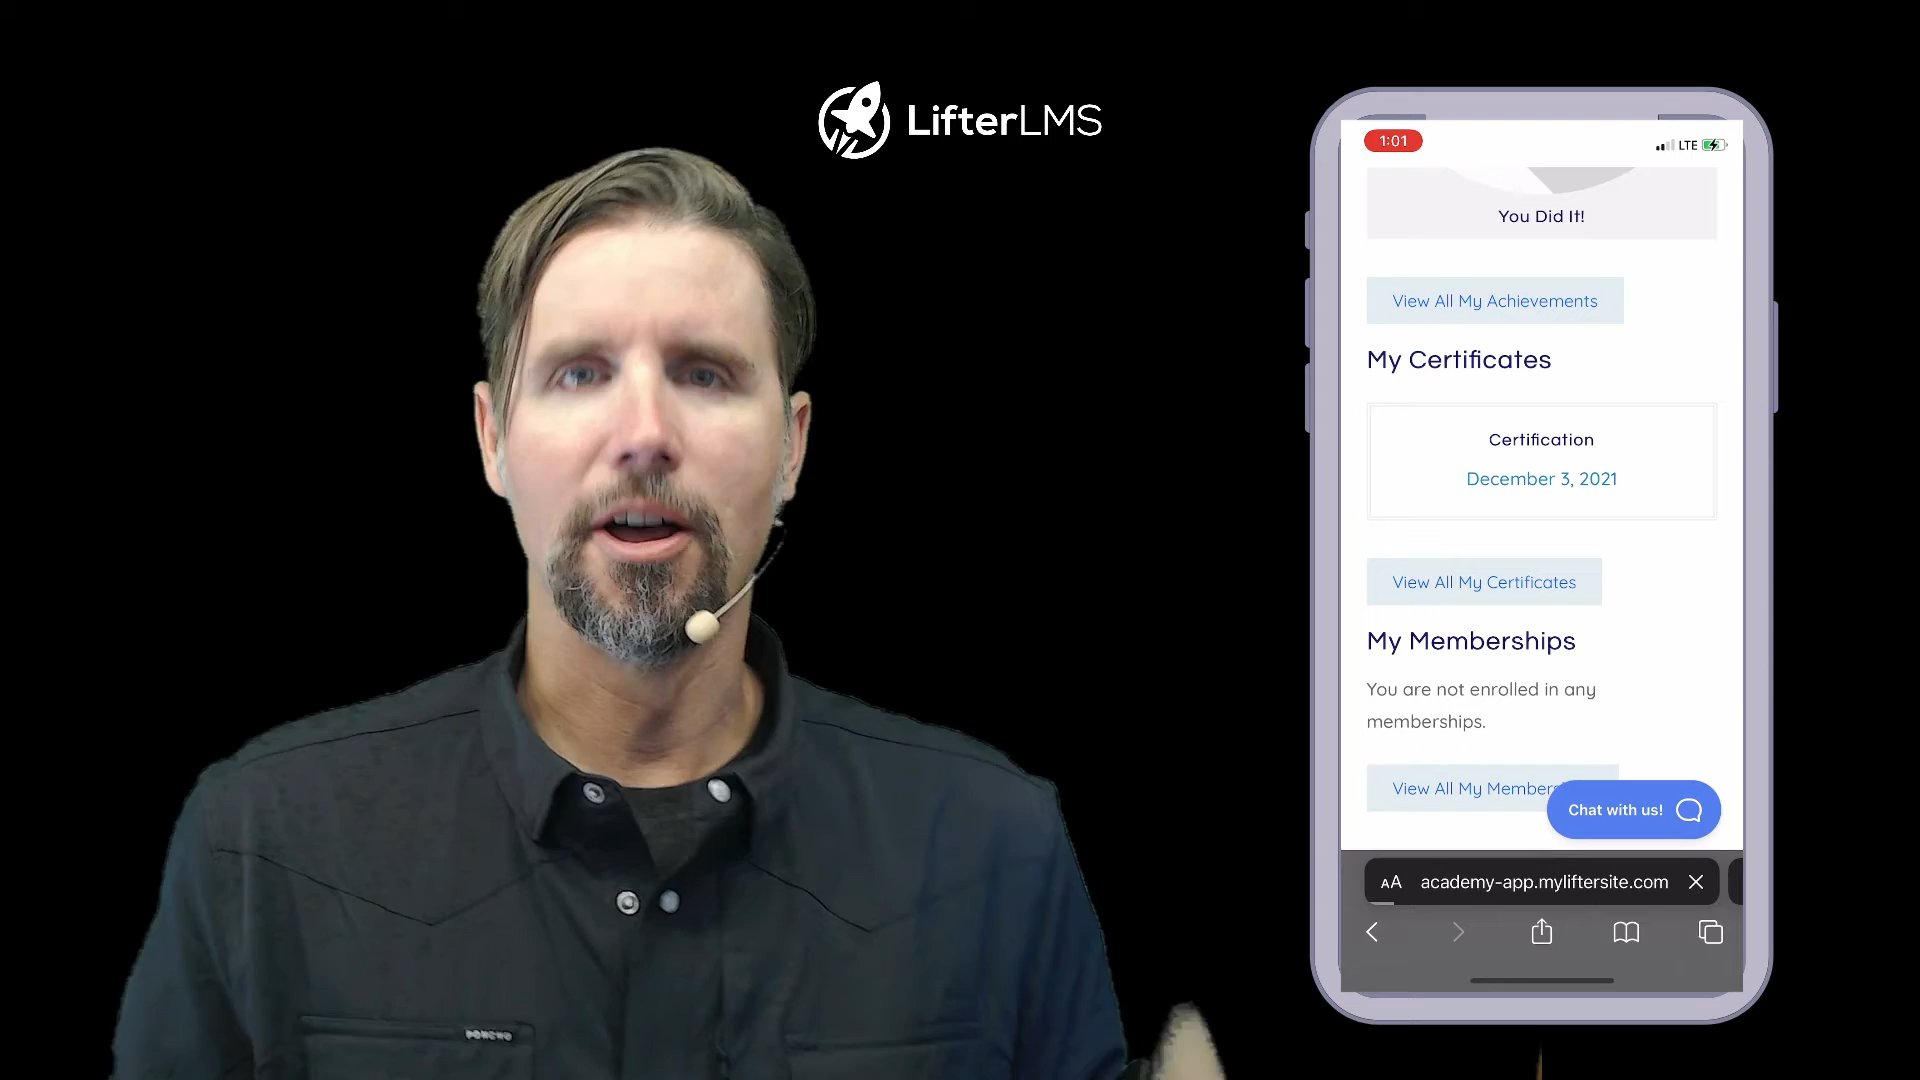 LifterLMS
1:01
LTE
You Did It!
View All My Achievements
My Certificates
Certification
December 3, 2021
View All My Certificates
My Memberships
You are not enrolled in any
memberships.
View All My Members
Chat with us!
AA academy-app.myliftersite.com
PONCHO